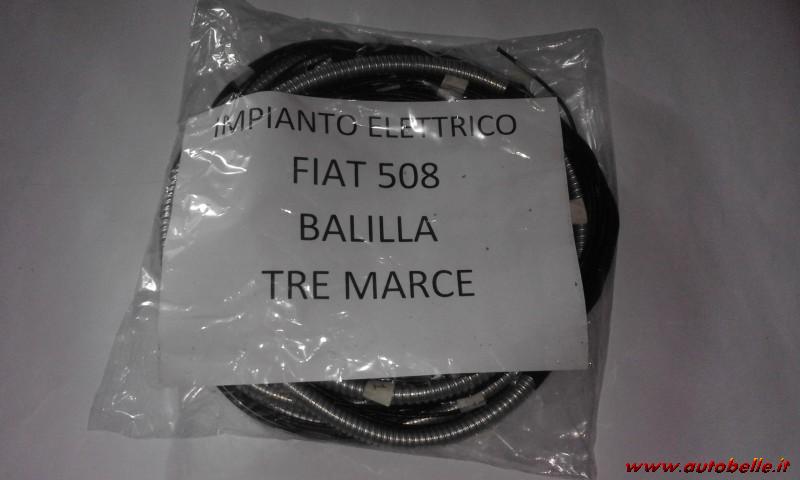 IMPIANTO ELETTRICO
FIAT 508
BALILLA
TRE MARCE
www.autobelle.it